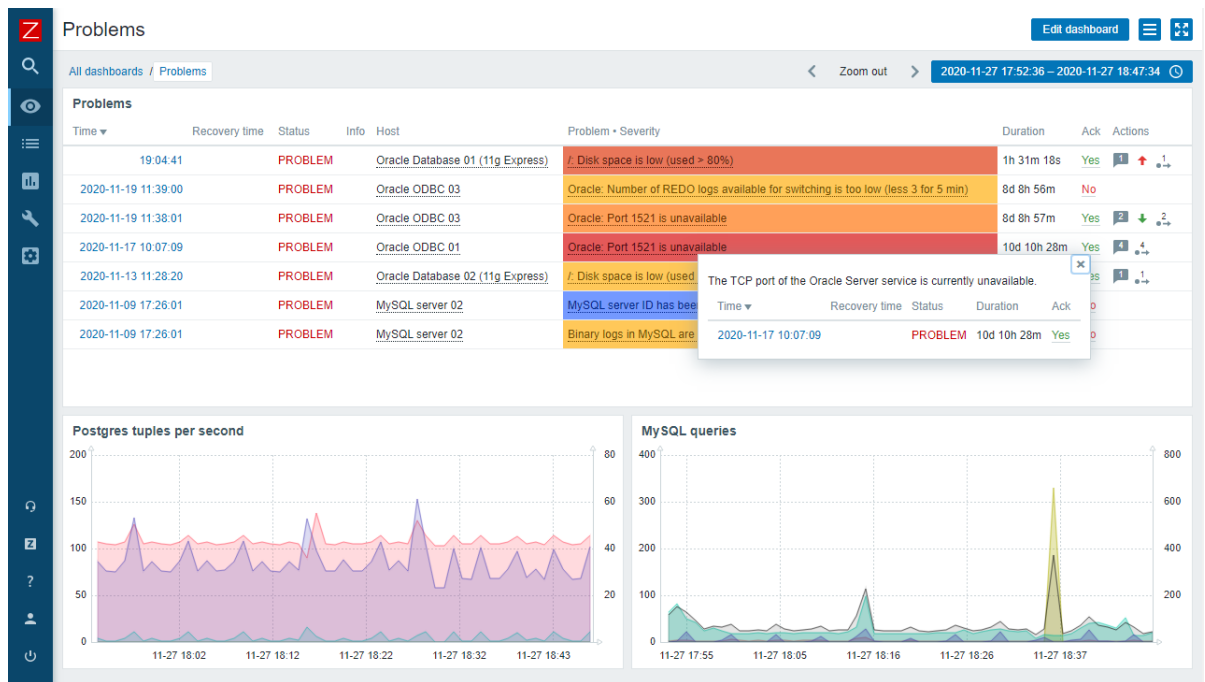 Z
Problems
Edit dashboard
All dashboards / Problems
Zoom out
2020-11-27 17:52:36 – 2020-11-27 18:47:34
Problems
Time Recovery time Status Info Host Problem • Severity Duration Ack Actions
19:04:41 PROBLEM Oracle Database 01 (11g Express) /: Disk space is low (used > 80%) 1h 31m 18s Yes 1 1
2020-11-19 11:39:00 PROBLEM Oracle ODBC 03 Oracle: Number of REDO logs available for switching is too low (less 3 for 5 min) 8d 8h 56m No
2020-11-19 11:38:01 PROBLEM Oracle ODBC 03 Oracle: Port 1521 is unavailable 8d 8h 57m Yes 2 2
2020-11-17 10:07:09 PROBLEM Oracle ODBC 01 Oracle: Port 1521 is unavailable 10d 10h 28m Yes 4 4
2020-11-13 11:28:20 PROBLEM Oracle Database 02 (11g Express) /: Disk space is low (used 1 1
2020-11-09 17:26:01 PROBLEM MySQL server 02 MySQL server ID has
2020-11-09 17:26:01 PROBLEM MySQL server 02 Binary logs in MySQL are
The TCP port of the Oracle Server service is currently unavailable.
Time Recovery time Status Duration Ack
2020-11-17 10:07:09 PROBLEM 10d 10h 28m Yes
Z
?
Postgres tuples per second
200 80
150 60
100 40
50 20
0
11-27 18:02 11-27 18:12 11-27 18:22 11-27 18:32 11-27 18:43
MySQL queries
400 800
300 600
200 400
100 200
0
11-27 17:55 11-27 18:05 11-27 18:16 11-27 18:26 11-27 18:37